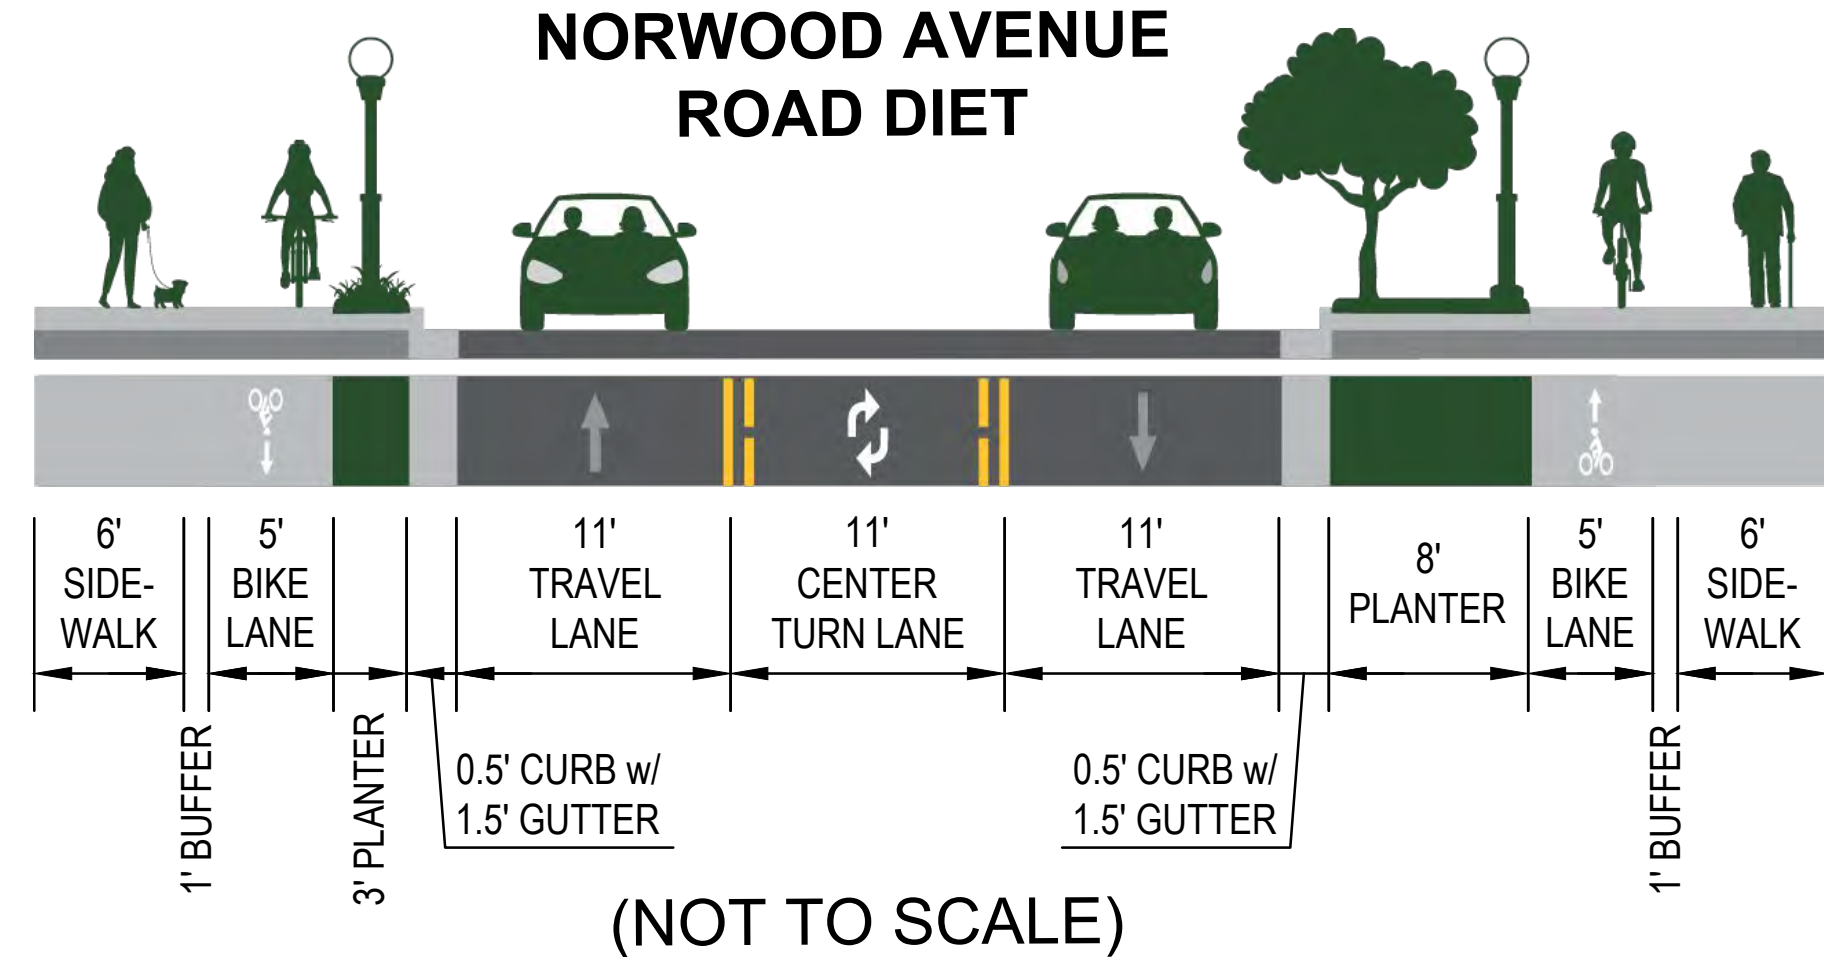 NORWOOD AVENUE
ROAD DIET
6'
SIDE-
WALK
1' BUFFER
5'
BIKE
LANE
3' PLANTER
0.5' CURB w/
1.5' GUTTER
11'
TRAVEL
LANE
11'
CENTER
TURN LANE
11'
TRAVEL
LANE
0.5' CURB w/
1.5' GUTTER
8'
PLANTER
5'
BIKE
LANE
1' BUFFER
6'
SIDE-
WALK
(NOT TO SCALE)